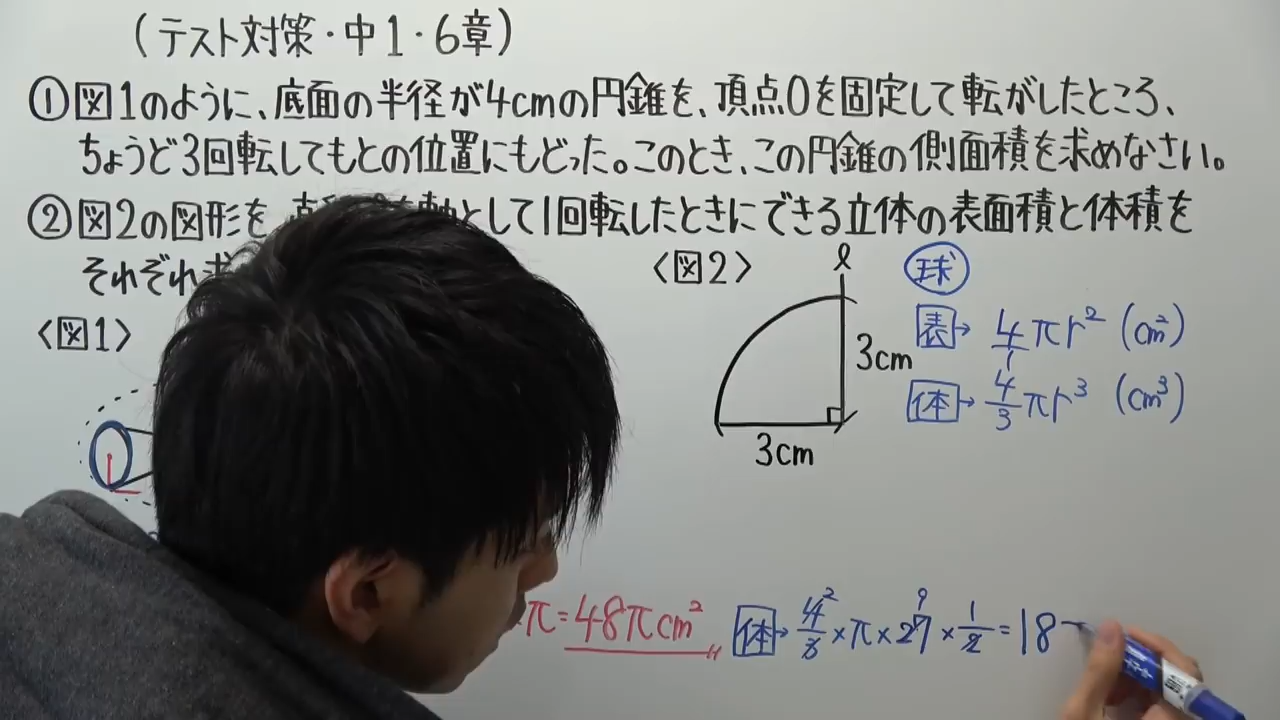 (テスト対策・中1・6章)
①図1のように、底面の半径が4cmの円錐を、頂点Oを固定して転がしたところ、
ちょうど3回転してもとの位置にもどった。このとき、この円錐の側面積を求めなさい。
②図2の図形を、 として1回転したときにできる立体の表面積と体積を
それぞれ求
〈図1〉
〈図2〉
ℓ
3cm
3cm
球
表→ 4πr² (cm²)
体→ 4/3 πr³ (cm³)
π=48πcm²
体→ 4/3×π×27×1/2=18
2
9